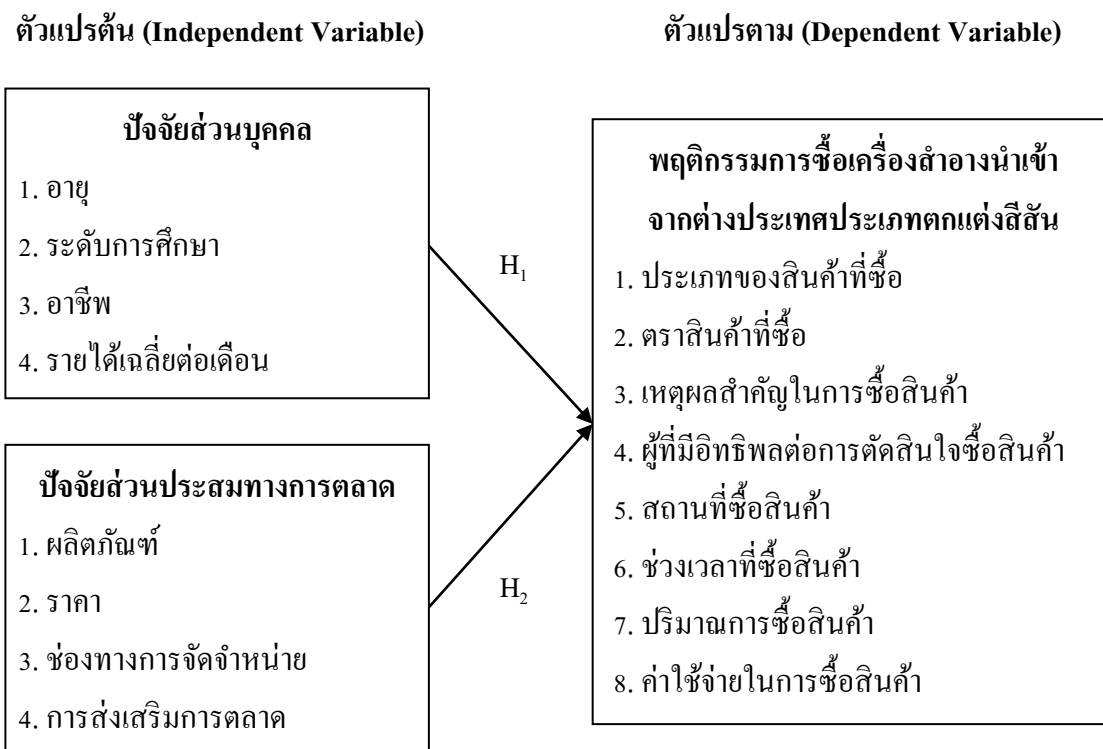 ตัวแปรต้น (Independent Variable)
ปัจจัยส่วนบุคคล
1. อายุ
2. ระดับการศึกษา
3. อาชีพ
4. รายได้เฉลี่ยต่อเดือน
ปัจจัยส่วนประสมทางการตลาด
1. ผลิตภัณฑ์
2. ราคา
3. ช่องทางการจัดจำหน่าย
4. การส่งเสริมการตลาด
H₁
H₂
ตัวแปรตาม (Dependent Variable)
พฤติกรรมการซื้อเครื่องสำอางนำเข้า
จากต่างประเทศประเภทตกแต่งสีสัน
1. ประเภทของสินค้าที่ซื้อ
2. ตราสินค้าที่ซื้อ
3. เหตุผลสำคัญในการซื้อสินค้า
4. ผู้ที่มีอิทธิพลต่อการตัดสินใจซื้อสินค้า
5. สถานที่ซื้อสินค้า
6. ช่วงเวลาที่ซื้อสินค้า
7. ปริมาณการซื้อสินค้า
8. ค่าใช้จ่ายในการซื้อสินค้า